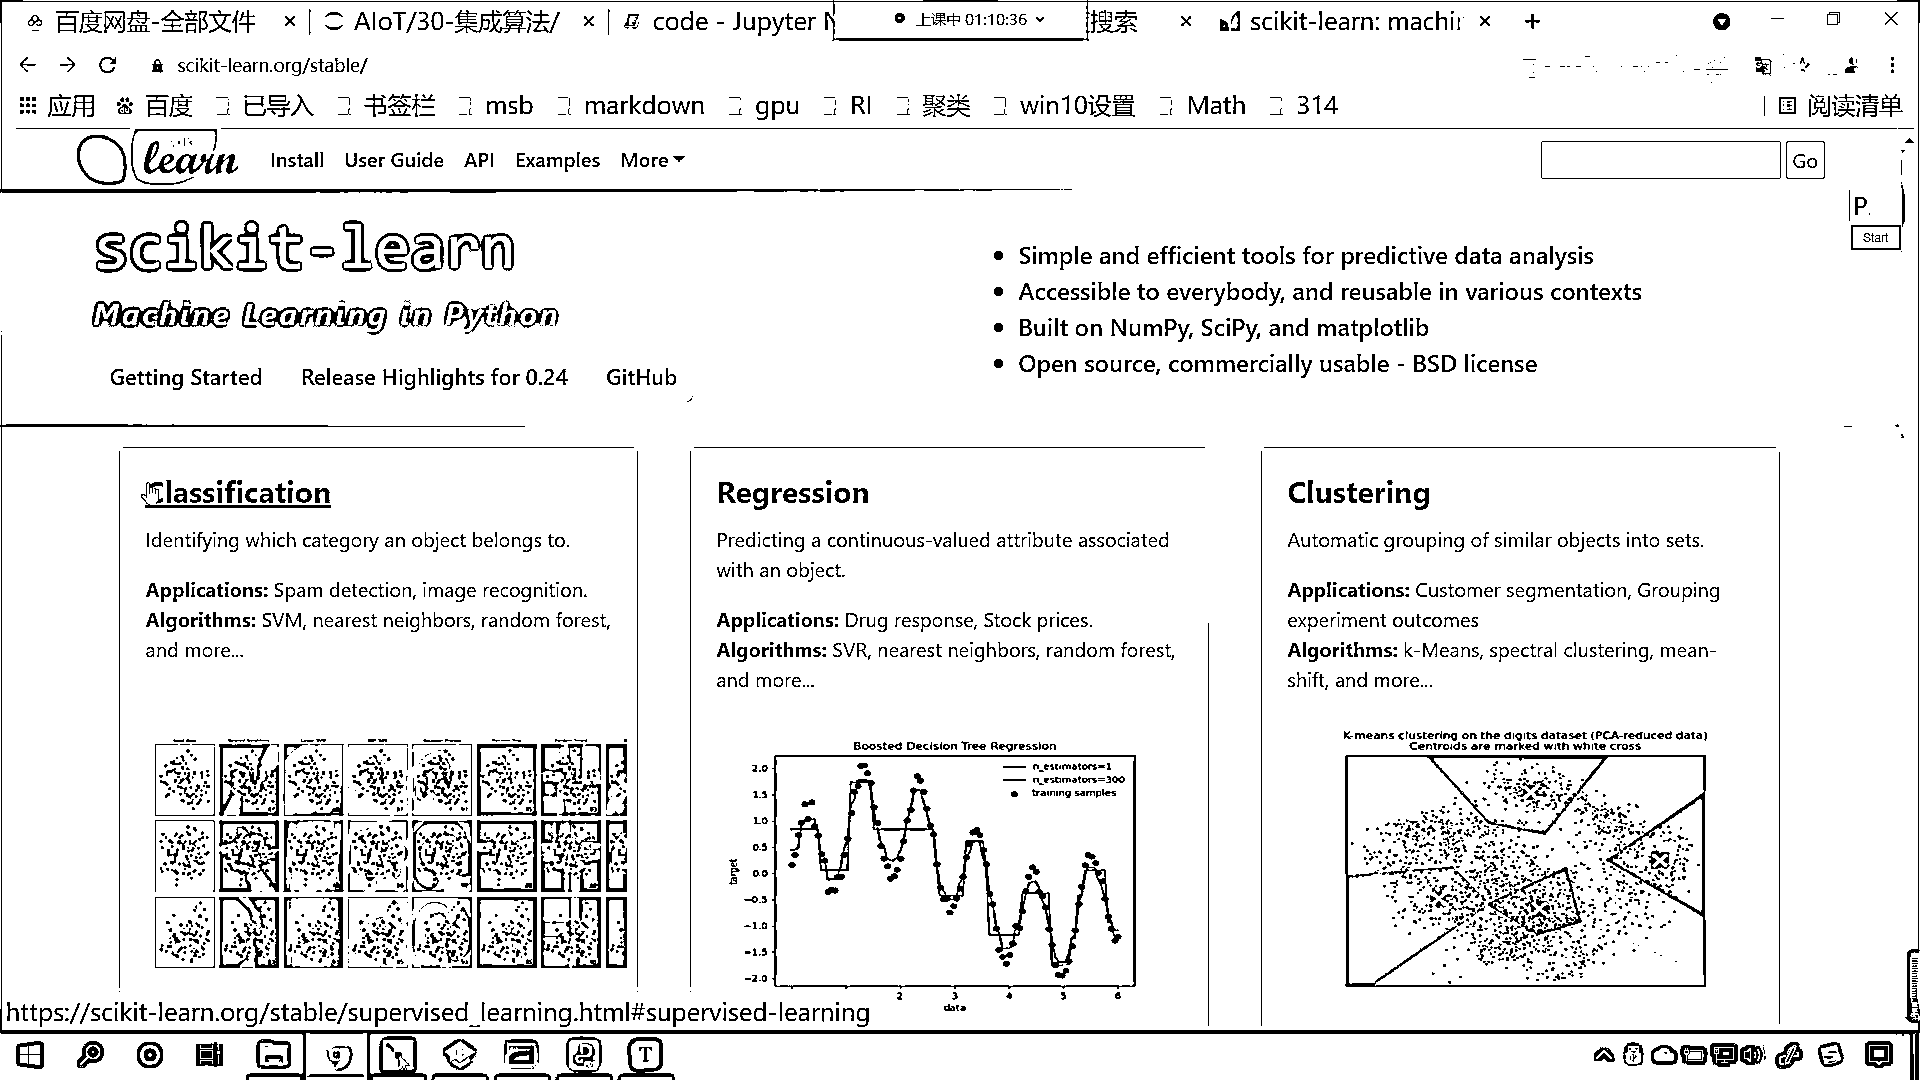 百度网盘-全部文件
AIoT/30-集成算法/
code - Jupyter N
上课中 01:10:36
搜索
scikit-learn: machi
scikit-learn.org/stable/
应用
百度
已导入
书签栏
msb
markdown
gpu
RI
聚类
win10设置
Math
314
阅读清单
learn
Install
User Guide
API
Examples
More
Go
P.
Start
scikit-learn
Machine Learning in Python
Getting Started
Release Highlights for 0.24
GitHub
Simple and efficient tools for predictive data analysis
Accessible to everybody, and reusable in various contexts
Built on NumPy, SciPy, and matplotlib
Open source, commercially usable - BSD license
Classification
Identifying which category an object belongs to.
Applications: Spam detection, image recognition.
Algorithms: SVM, nearest neighbors, random forest,
and more...
Regression
Predicting a continuous-valued attribute associated
with an object.
Applications: Drug response, Stock prices.
Algorithms: SVR, nearest neighbors, random forest,
and more...
Boosted Decision Tree Regression
n_estimators=1
n_estimators=300
training samples
2.0
1.5
1.0
0.5
0.0
−0.5
−1.0
−1.5
−2.0
target
2
3
4
5
6
data
Clustering
Automatic grouping of similar objects into sets.
Applications: Customer segmentation, Grouping
experiment outcomes
Algorithms: k-Means, spectral clustering, mean-
shift, and more...
K-means clustering on the digits dataset (PCA-reduced data)
Centroids are marked with white cross
https://scikit-learn.org/stable/supervised_learning.html#supervised-learning
T